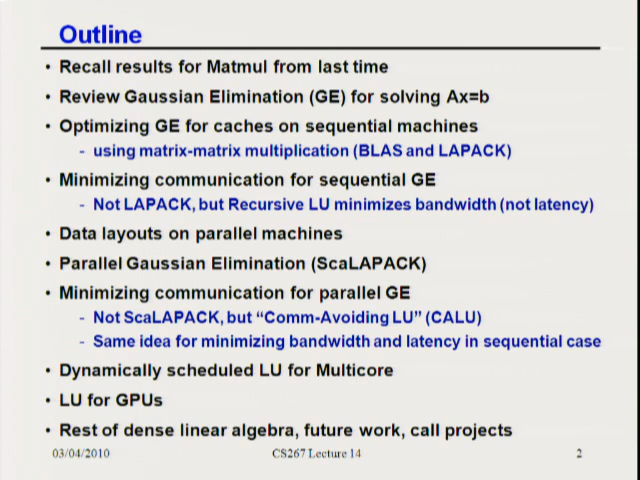 Outline
• Recall results for Matmul from last time
• Review Gaussian Elimination (GE) for solving Ax=b
• Optimizing GE for caches on sequential machines
- using matrix-matrix multiplication (BLAS and LAPACK)
• Minimizing communication for sequential GE
- Not LAPACK, but Recursive LU minimizes bandwidth (not latency)
• Data layouts on parallel machines
• Parallel Gaussian Elimination (ScaLAPACK)
• Minimizing communication for parallel GE
- Not ScaLAPACK, but “Comm-Avoiding LU” (CALU)
- Same idea for minimizing bandwidth and latency in sequential case
• Dynamically scheduled LU for Multicore
• LU for GPUs
• Rest of dense linear algebra, future work, call projects
03/04/2010 CS267 Lecture 14 2